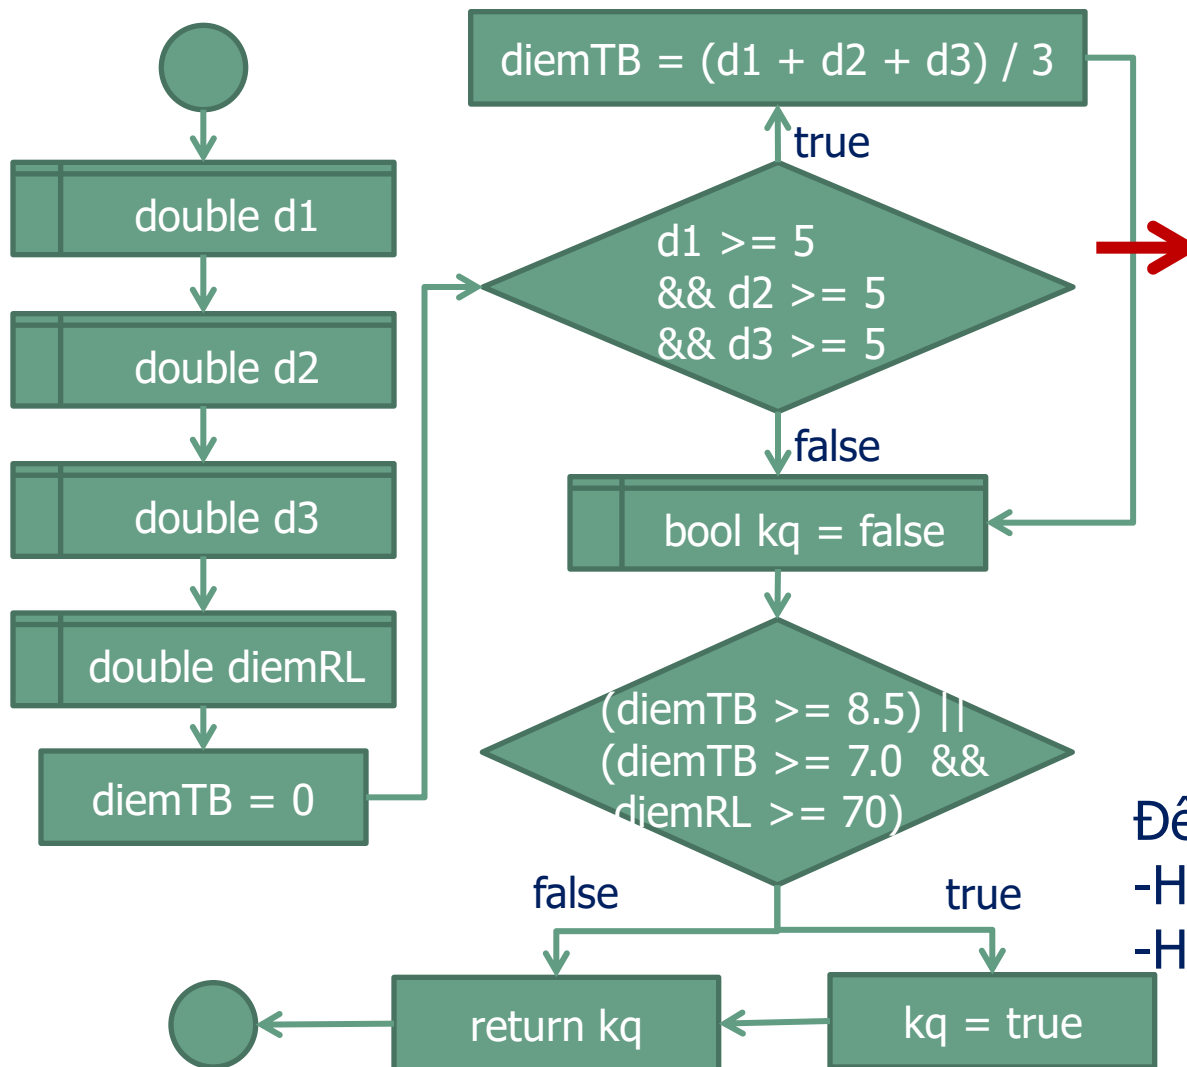 double d1
double d2
double d3
double diemRL
diemTB = 0
diemTB = (d1 + d2 + d3) / 3
true
d1 >= 5
&& d2 >= 5
&& d3 >= 5
false
bool kq = false
(diemTB >= 8.5) ||
(diemTB >= 7.0 &&
diemRL >= 70)
false
true
return kq
kq = true
Đê
-H
-H